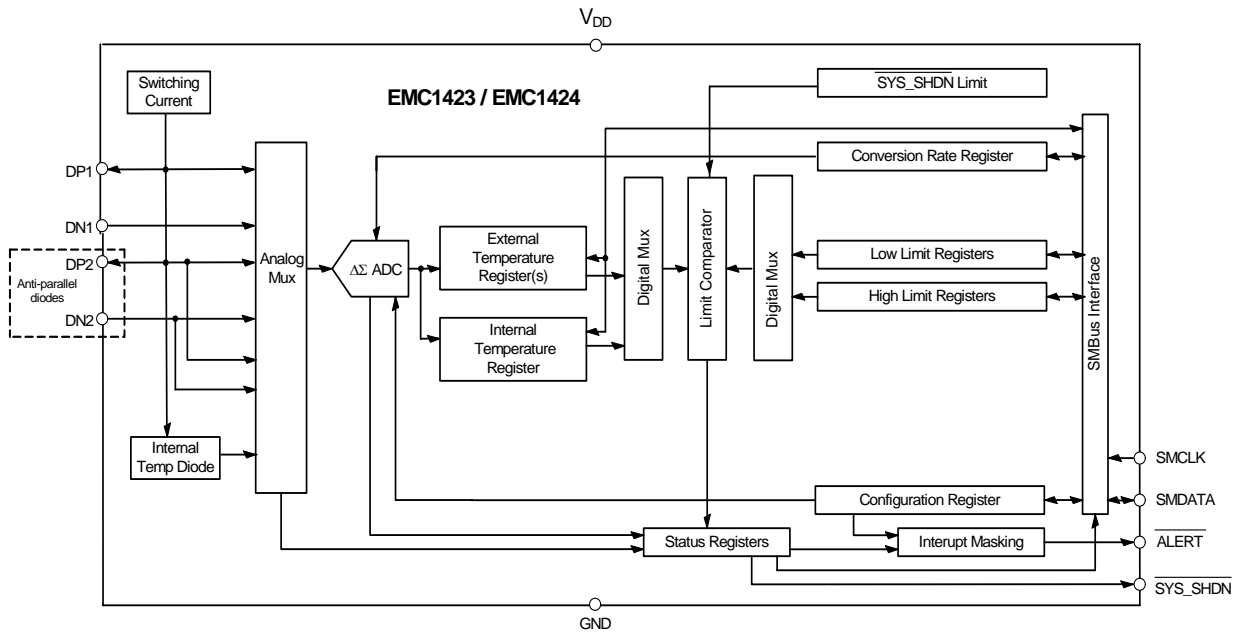 VDD
Switching
Current
EMC1423 / EMC1424
SYS_SHDN Limit
Conversion Rate Register
DP1
DN1
DP2
Anti-parallel
diodes
DN2
Analog
Mux
ΔΣ ADC
External
Temperature
Register(s)
Internal
Temperature
Register
Digital Mux
Limit Comparator
Digital Mux
Low Limit Registers
High Limit Registers
SMBus Interface
Internal
Temp Diode
SMCLK
Configuration Register
SMDATA
Status Registers
Interupt Masking
ALERT
SYS_SHDN
GND